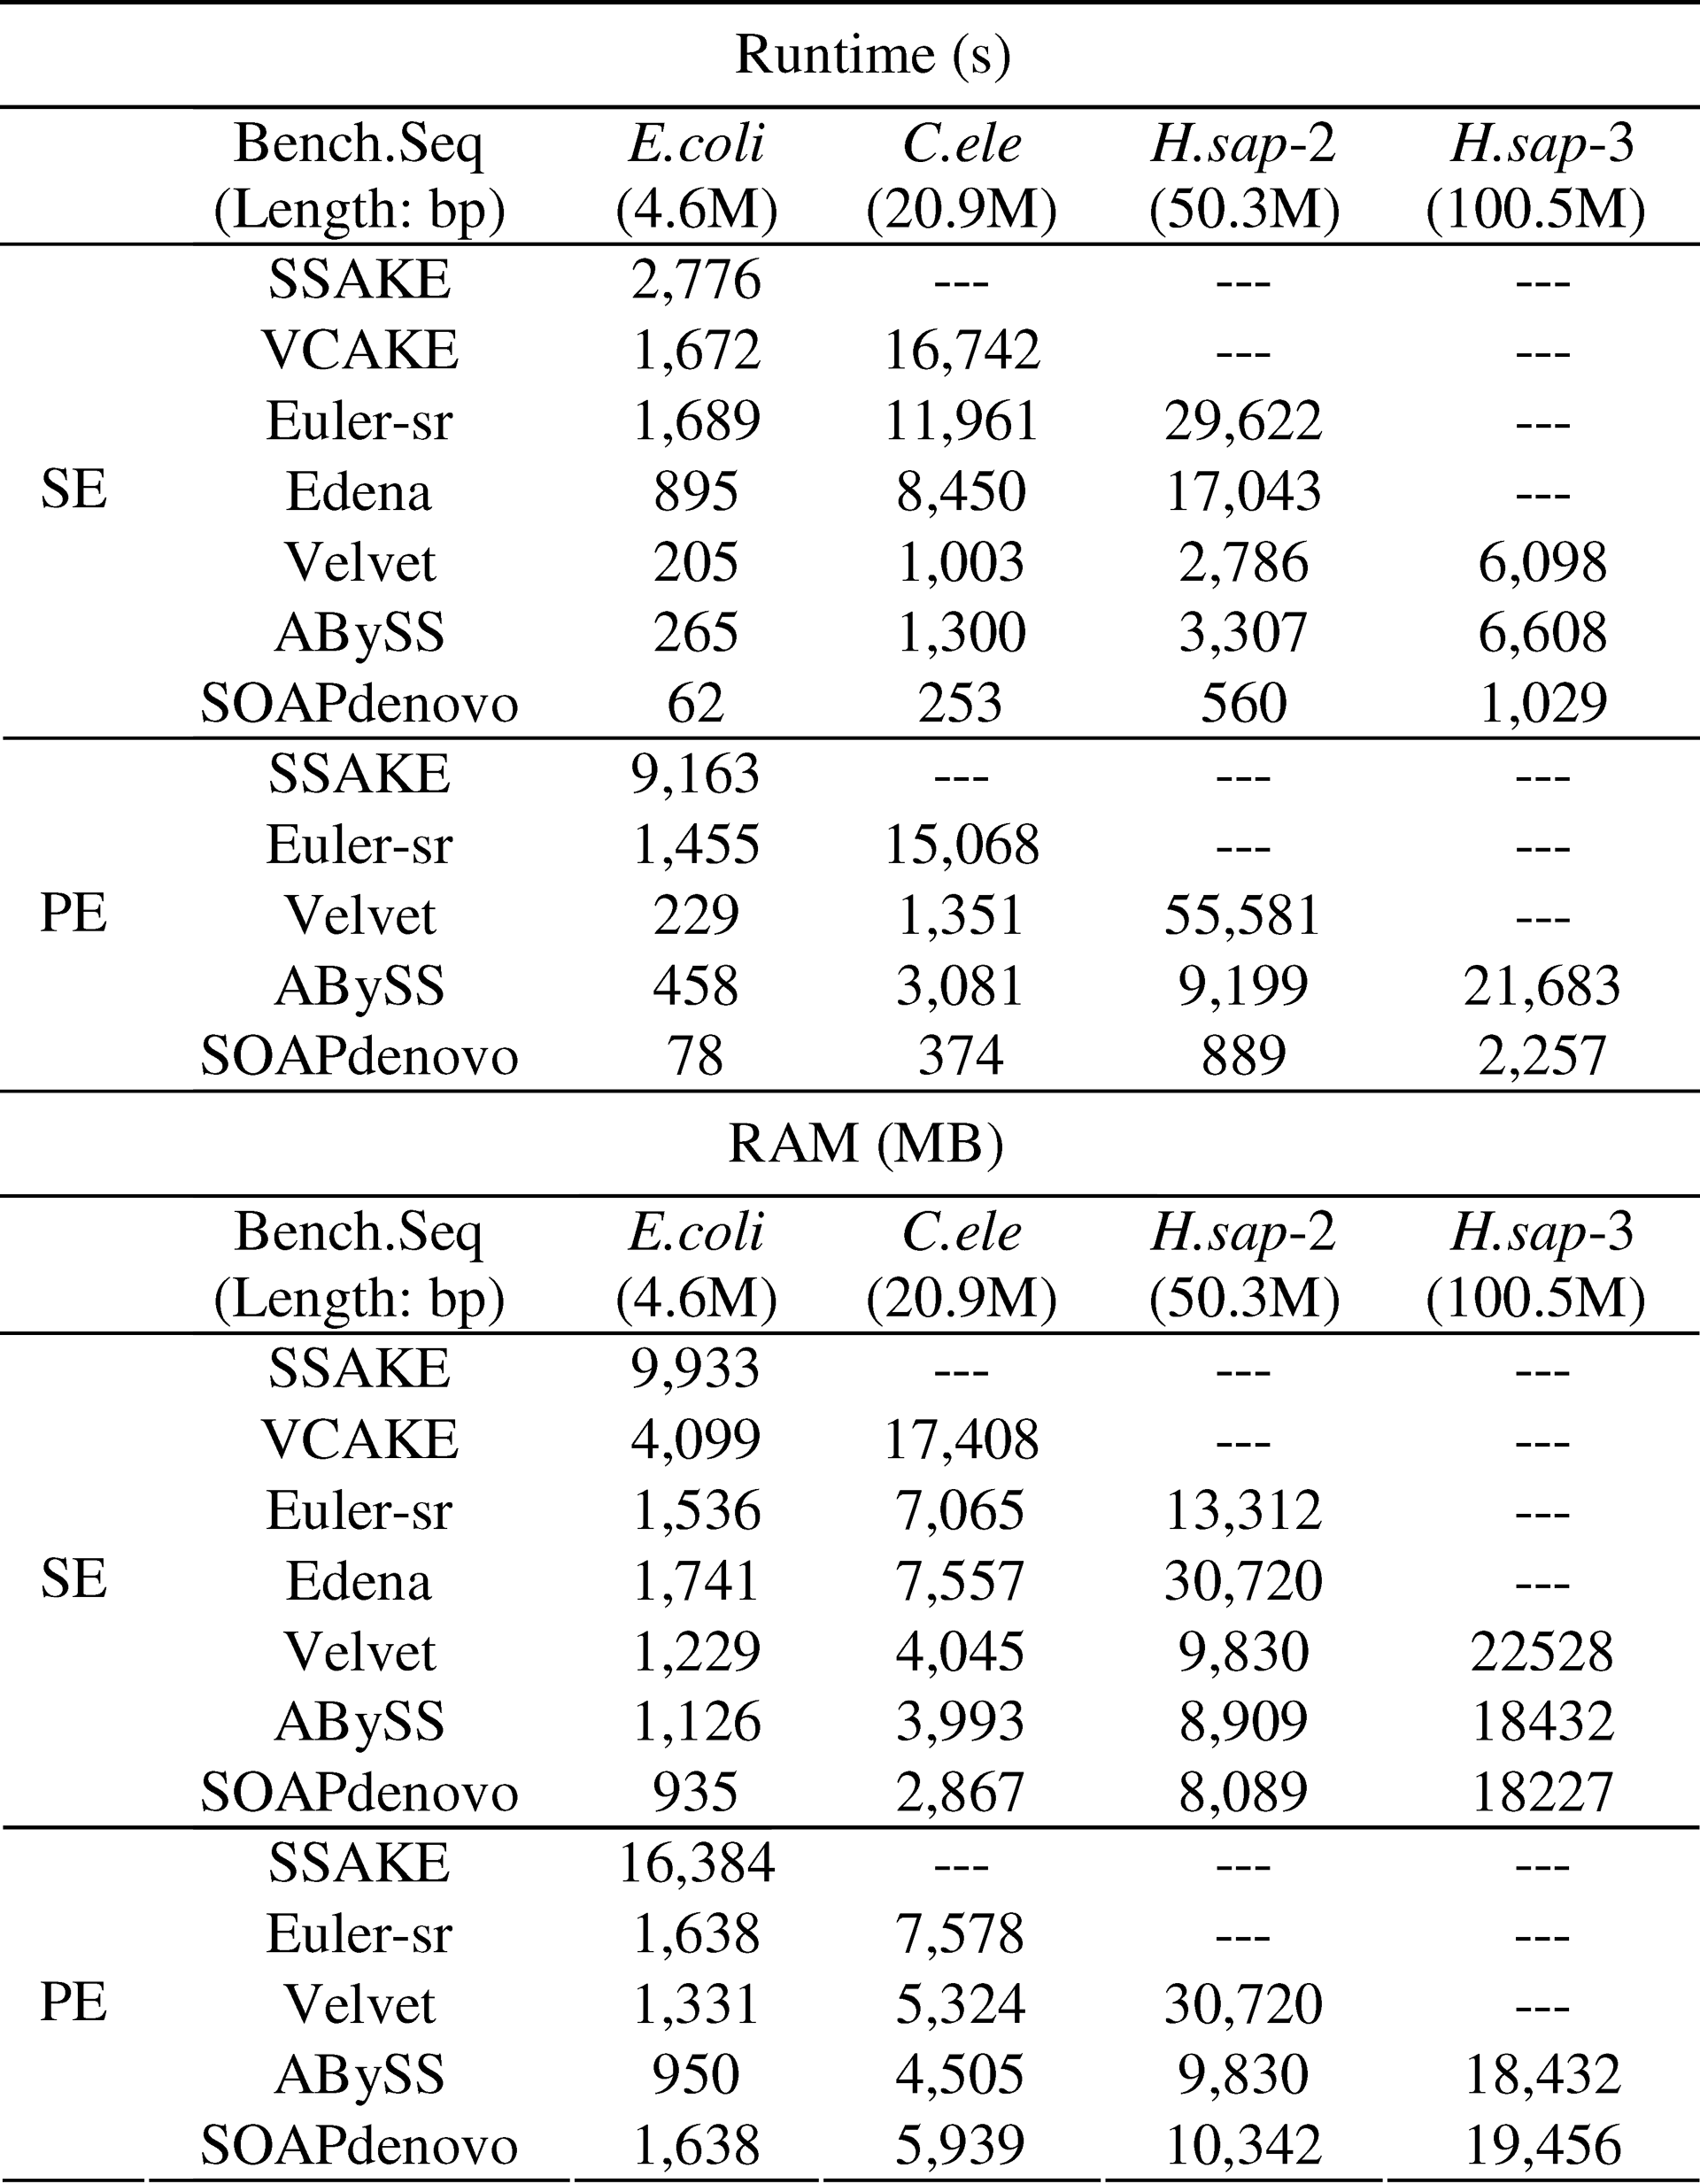 Runtime (s)
Bench.Seq E.coli C.ele H.sap-2 H.sap-3
(Length: bp) (4.6M) (20.9M) (50.3M) (100.5M)
SSAKE 2,776 --- --- ---
VCAKE 1,672 16,742 --- ---
Euler-sr 1,689 11,961 29,622 ---
SE Edena 895 8,450 17,043 ---
Velvet 205 1,003 2,786 6,098
ABySS 265 1,300 3,307 6,608
SOAPdenovo 62 253 560 1,029
SSAKE 9,163 --- --- ---
Euler-sr 1,455 15,068 --- ---
PE Velvet 229 1,351 55,581 ---
ABySS 458 3,081 9,199 21,683
SOAPdenovo 78 374 889 2,257
RAM (MB)
Bench.Seq E.coli C.ele H.sap-2 H.sap-3
(Length: bp) (4.6M) (20.9M) (50.3M) (100.5M)
SSAKE 9,933 --- --- ---
VCAKE 4,099 17,408 --- ---
Euler-sr 1,536 7,065 13,312 ---
SE Edena 1,741 7,557 30,720 ---
Velvet 1,229 4,045 9,830 22528
ABySS 1,126 3,993 8,909 18432
SOAPdenovo 935 2,867 8,089 18227
SSAKE 16,384 --- --- ---
Euler-sr 1,638 7,578 --- ---
PE Velvet 1,331 5,324 30,720 ---
ABySS 950 4,505 9,830 18,432
SOAPdenovo 1,638 5,939 10,342 19,456